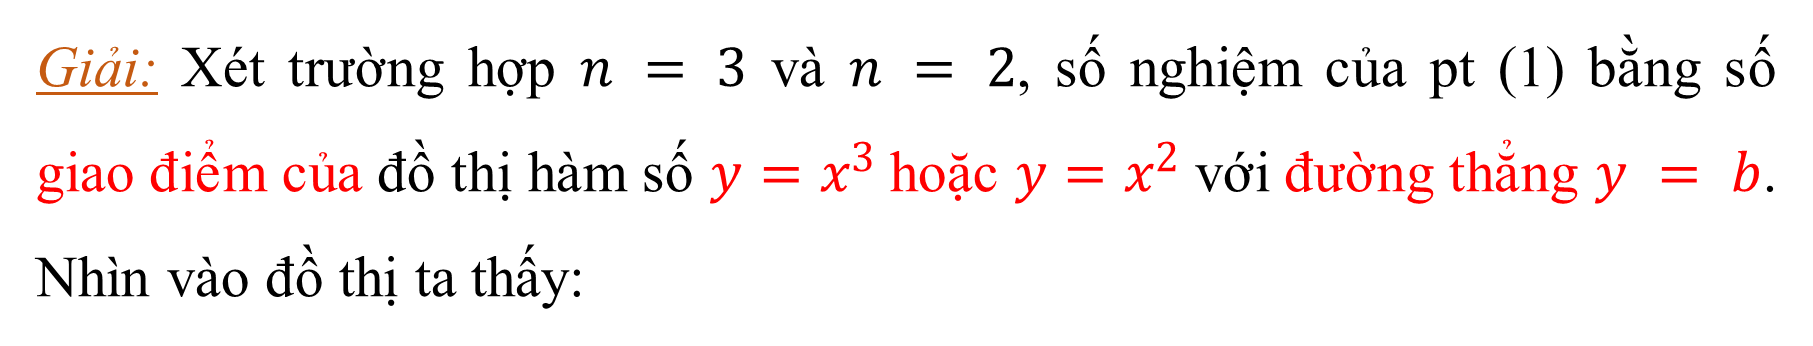 Giải: Xét trường hợp n = 3 và n = 2, số nghiệm của pt (1) bằng số
giao điểm của đồ thị hàm số y = x³ hoặc y = x² với đường thẳng y = b.
Nhìn vào đồ thị ta thấy: